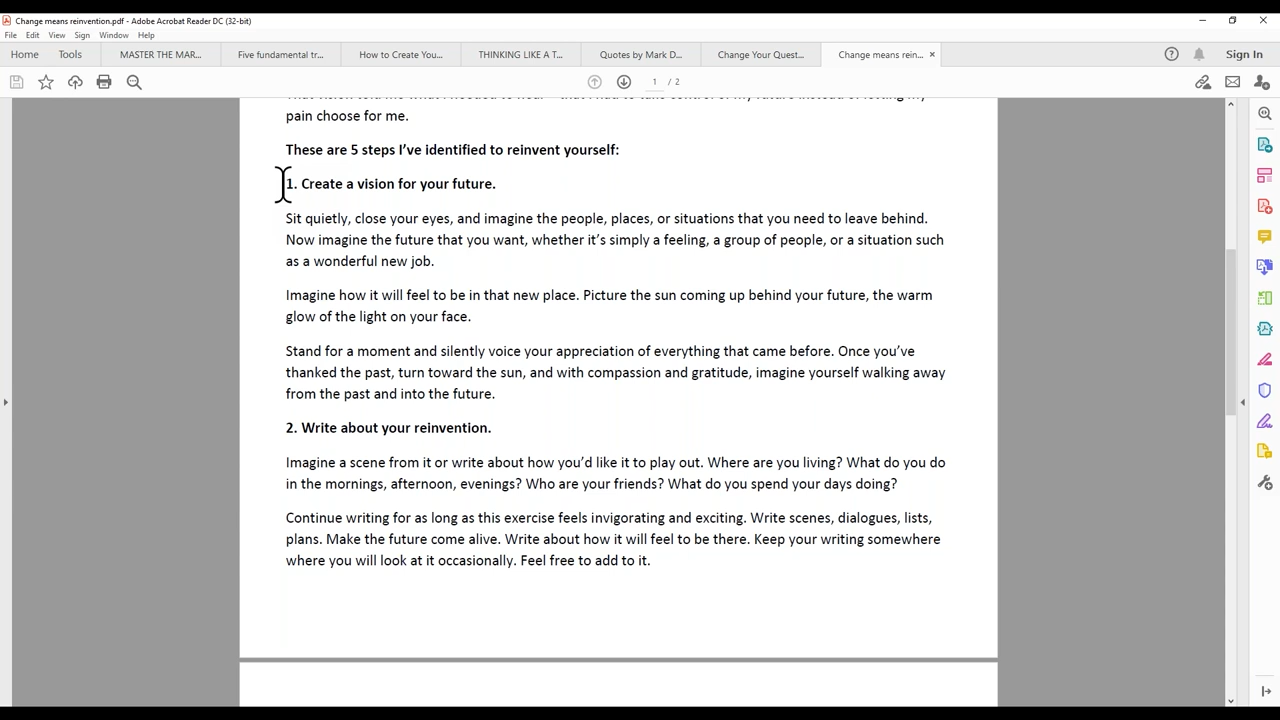 Change means reinvention.pdf - Adobe Acrobat Reader DC (32-bit)
File Edit View Sign Window Help
Home Tools MASTER THE MAR... Five fundamental tr... How to Create You... THINKING LIKE A T... Quotes by Mark D... Change Your Quest... Change means rein... × Sign In
1 / 2
pain choose for me.
These are 5 steps I’ve identified to reinvent yourself:
1. Create a vision for your future.
Sit quietly, close your eyes, and imagine the people, places, or situations that you need to leave behind.
Now imagine the future that you want, whether it’s simply a feeling, a group of people, or a situation such
as a wonderful new job.
Imagine how it will feel to be in that new place. Picture the sun coming up behind your future, the warm
glow of the light on your face.
Stand for a moment and silently voice your appreciation of everything that came before. Once you’ve
thanked the past, turn toward the sun, and with compassion and gratitude, imagine yourself walking away
from the past and into the future.
2. Write about your reinvention.
Imagine a scene from it or write about how you’d like it to play out. Where are you living? What do you do
in the mornings, afternoon, evenings? Who are your friends? What do you spend your days doing?
Continue writing for as long as this exercise feels invigorating and exciting. Write scenes, dialogues, lists,
plans. Make the future come alive. Write about how it will feel to be there. Keep your writing somewhere
where you will look at it occasionally. Feel free to add to it.